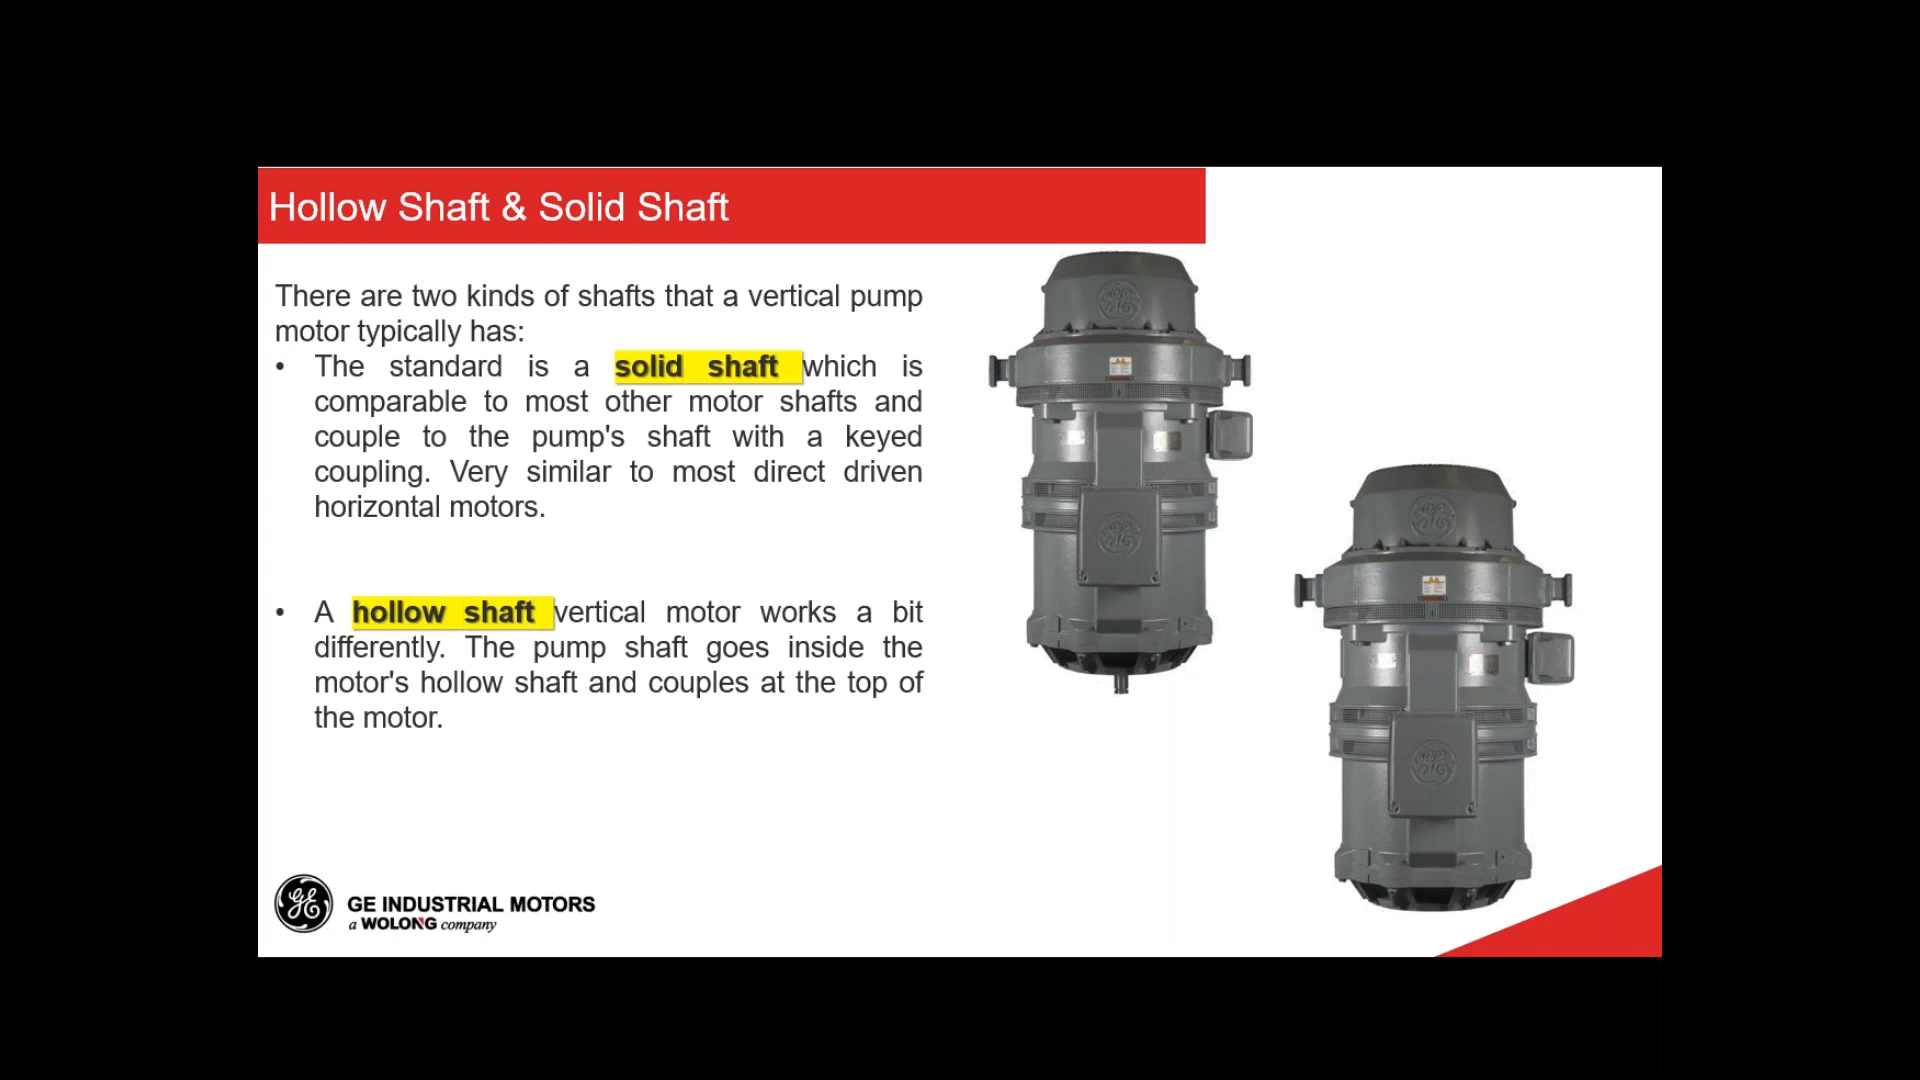 Hollow Shaft & Solid Shaft
There are two kinds of shafts that a vertical pump
motor typically has:
• The standard is a solid shaft which is
comparable to most other motor shafts and
couple to the pump's shaft with a keyed
coupling. Very similar to most direct driven
horizontal motors.
• A hollow shaft vertical motor works a bit
differently. The pump shaft goes inside the
motor's hollow shaft and couples at the top of
the motor.
GE INDUSTRIAL MOTORS
a WOLONG company